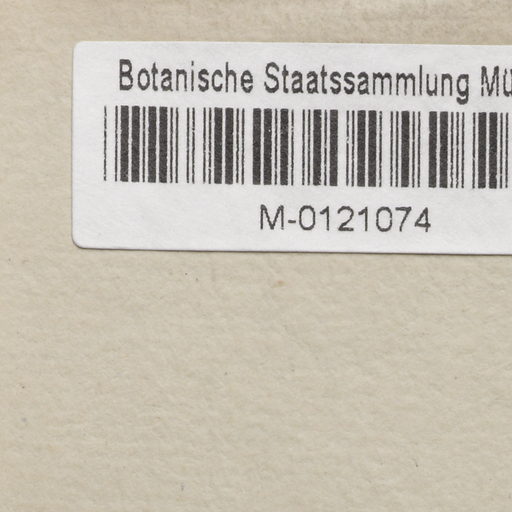 Botanische Staatssammlung Mü
M-0121074